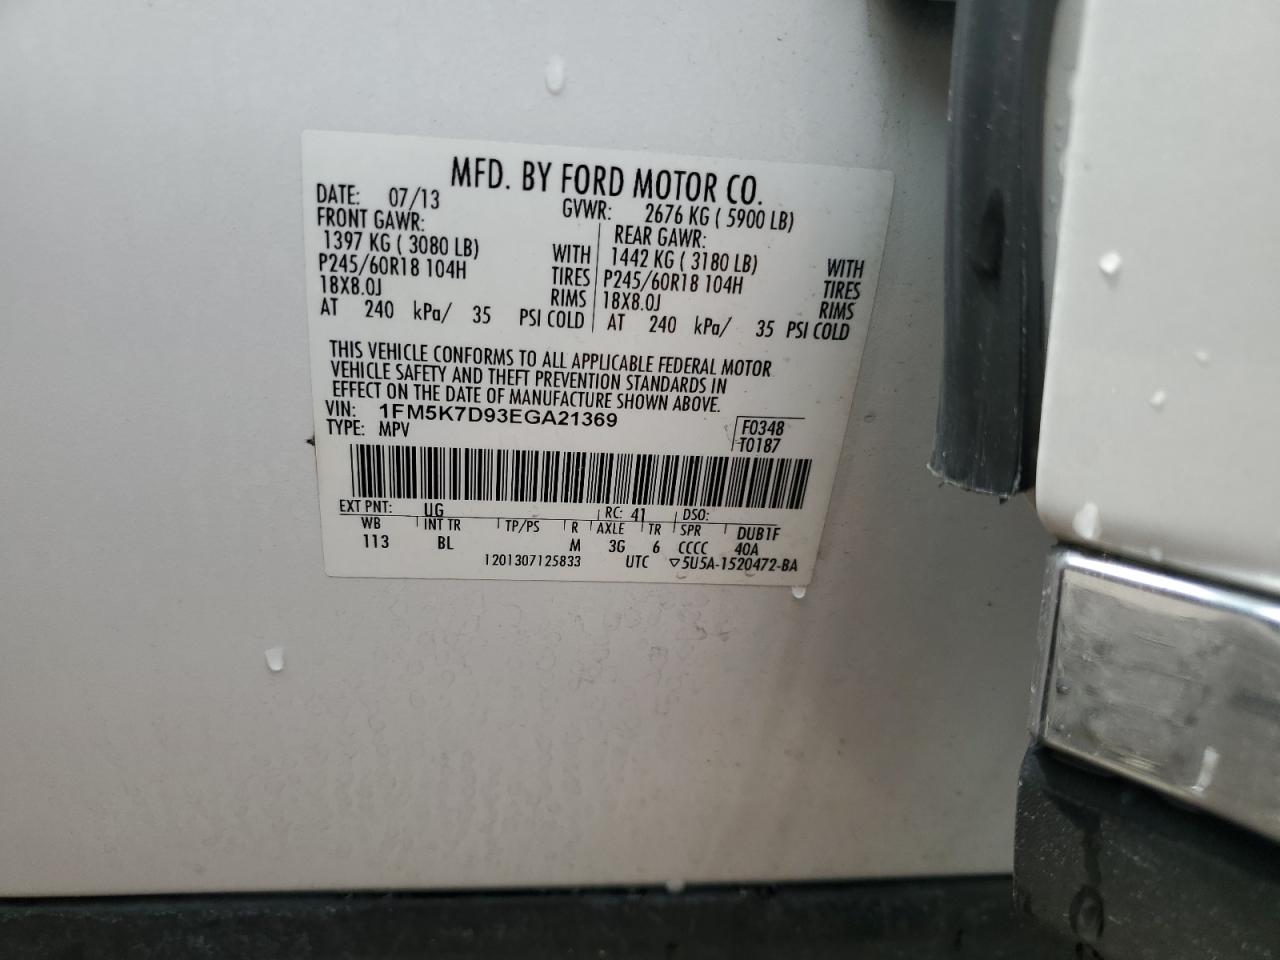 MFD. BY FORD MOTOR CO.
DATE: 07/13 GVWR: 2676 KG ( 5900 LB)
FRONT GAWR: REAR GAWR:
1397 KG ( 3080 LB) WITH 1442 KG ( 3180 LB) WITH
P245/60R18 104H TIRES P245/60R18 104H TIRES
18X8.0J RIMS 18X8.0J RIMS
AT 240 kPa/ 35 PSI COLD AT 240 kPa/ 35 PSI COLD
THIS VEHICLE CONFORMS TO ALL APPLICABLE FEDERAL MOTOR
VEHICLE SAFETY AND THEFT PREVENTION STANDARDS IN
EFFECT ON THE DATE OF MANUFACTURE SHOWN ABOVE.
VIN: 1FM5K7D93EGA21369 F0348
TYPE: MPV T0187
EXT PNT: UG RC: 41 DSO:
WB INT TR TP/PS R AXLE TR SPR DUB1F
113 BL M 3G 6 CCCC 40A
1201307125833 UTC ▽5U5A-1520472-BA